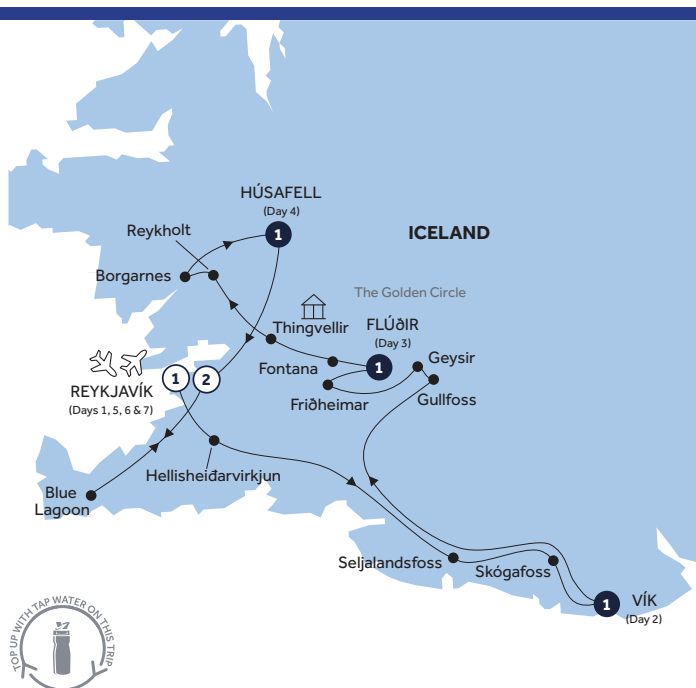 HÚSAFELL
(Day 4)
1
Reykholt
ICELAND
Borgarnes
The Golden Circle
Thingvellir
FLÚðIR
(Day 3)
1
Fontana
Geysir
Gullfoss
Friðheimar
REYKJAVÍK
(Days 1, 5, 6 & 7)
1
2
Hellisheiðarvirkjun
Blue
Lagoon
Seljalandsfoss
Skógafoss
1
VÍK
(Day 2)
TOP UP WITH TAP WATER ON THIS TRIP